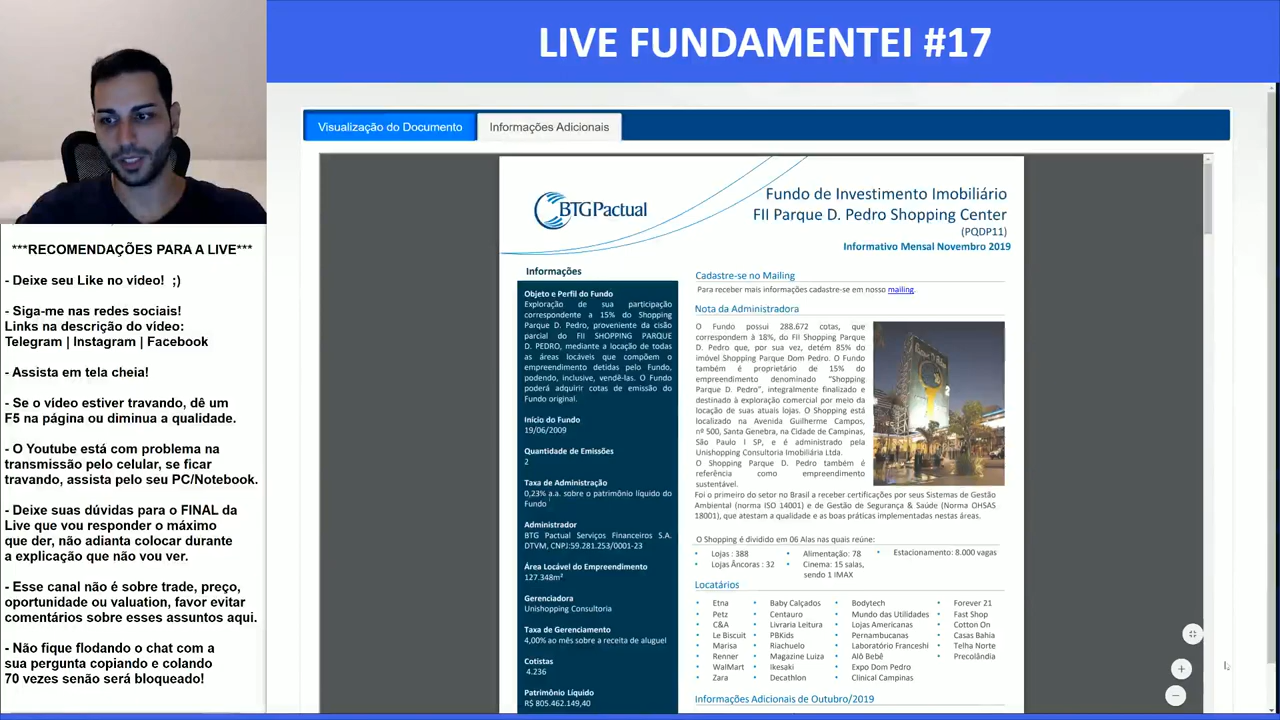 LIVE FUNDAMENTEI #17
***RECOMENDAÇÕES PARA A LIVE***
- Deixe seu Like no video!  ;)
- Siga-me nas redes sociais!
Links na descrição do video:
Telegram | Instagram | Facebook
- Assista em tela cheia!
- Se o video estiver travando, dê um
F5 na página ou diminua a qualidade.
- O Youtube está com problema na
transmissão pelo celular, se ficar
travando, assista pelo seu PC/Notebook.
- Deixe suas dúvidas para o FINAL da
Live que vou responder o máximo
que der, não adianta colocar durante
a explicação que não vou ver.
- Esse canal não é sobre trade, preço,
oportunidade ou valuation, favor evitar
comentários sobre esses assuntos aqui.
- Não fique flodando o chat com a
sua pergunta copiando e colando
70 vezes senão será bloqueado!
Visualização do Documento
Informações Adicionais
BTGPactual
Fundo de Investimento Imobiliário
FII Parque D. Pedro Shopping Center
(PQDP11)
Informativo Mensal Novembro 2019
Informações
Objeto e Perfil do Fundo
Exploração de sua participação
correspondente a 15% do Shopping
Parque D. Pedro, proveniente da cisão
parcial do FII SHOPPING PARQUE
D. PEDRO, mediante a locação de todas
as áreas locáveis que compõem o
empreendimento detidas pelo Fundo,
podendo, inclusive, vendê-las. O Fundo
poderá adquirir cotas de emissão do
Fundo original.
Início do Fundo
19/06/2009
Quantidade de Emissões
2
Taxa de Administração
0,23% a.a. sobre o patrimônio líquido do
Fundo
Administrador
BTG Pactual Serviços Financeiros S.A.
DTVM, CNPJ:59.281.253/0001-23
Área Locável do Empreendimento
127.348m²
Gerenciadora
Unishopping Consultoria
Taxa de Gerenciamento
4,00% ao mês sobre a receita de aluguel
Cotistas
4.236
Patrimônio Líquido
R$ 805.462.149,40
Cadastre-se no Mailing
Para receber mais informações cadastre-se em nosso mailing.
Nota da Administradora
O Fundo possui 288.672 cotas, que
correspondem à 18%, do FII Shopping Parque
D. Pedro que, por sua vez, detém 85% do
imóvel Shopping Parque Dom Pedro. O Fundo
também é proprietário de 15% do
empreendimento denominado “Shopping
Parque D. Pedro”, integralmente finalizado e
destinado à exploração comercial por meio da
locação de suas atuais lojas. O Shopping está
localizado na Avenida Guilherme Campos,
nº 500, Santa Genebra, na Cidade de Campinas,
São Paulo I SP, e é administrado pela
Unishopping Consultoria Imobiliária Ltda.
O Shopping Parque D. Pedro também é
referência como empreendimento
sustentável.
Foi o primeiro do setor no Brasil a receber certificações por seus Sistemas de Gestão
Ambiental (norma ISO 14001) e de Gestão de Segurança & Saúde (Norma OHSAS
18001), que atestam a qualidade e as boas práticas implementadas nestas áreas.
O Shopping é dividido em 06 Alas nas quais reúne:
• Lojas : 388 • Alimentação: 78 • Estacionamento: 8.000 vagas
• Lojas Âncoras : 32 • Cinema: 15 salas,
sendo 1 IMAX
Locatários
• Etna • Baby Calçados • Bodytech • Forever 21
• Petz • Centauro • Mundo das Utilidades • Fast Shop
• C&A • Livraria Leitura • Lojas Americanas • Cotton On
• Le Biscuit • PBKids • Pernambucanas • Casas Bahia
• Marisa • Riachuelo • Laboratório Franceshi • Telha Norte
• Renner • Magazine Luiza • Alô Bebê • Precolândia
• WalMart • Ikesaki • Expo Dom Pedro
• Zara • Decathlon • Clinical Campinas
Informações Adicionais de Outubro/2019